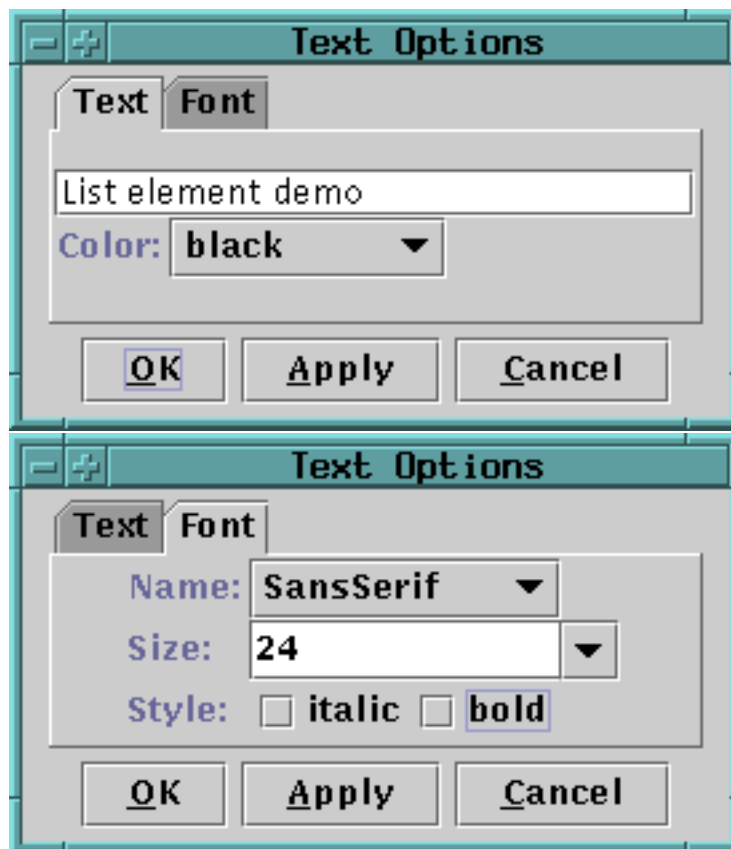 Text Options
Text Font
List element demo
Color: black
OK Apply Cancel
Text Options
Text Font
Name: SansSerif
Size: 24
Style: italic bold
OK Apply Cancel